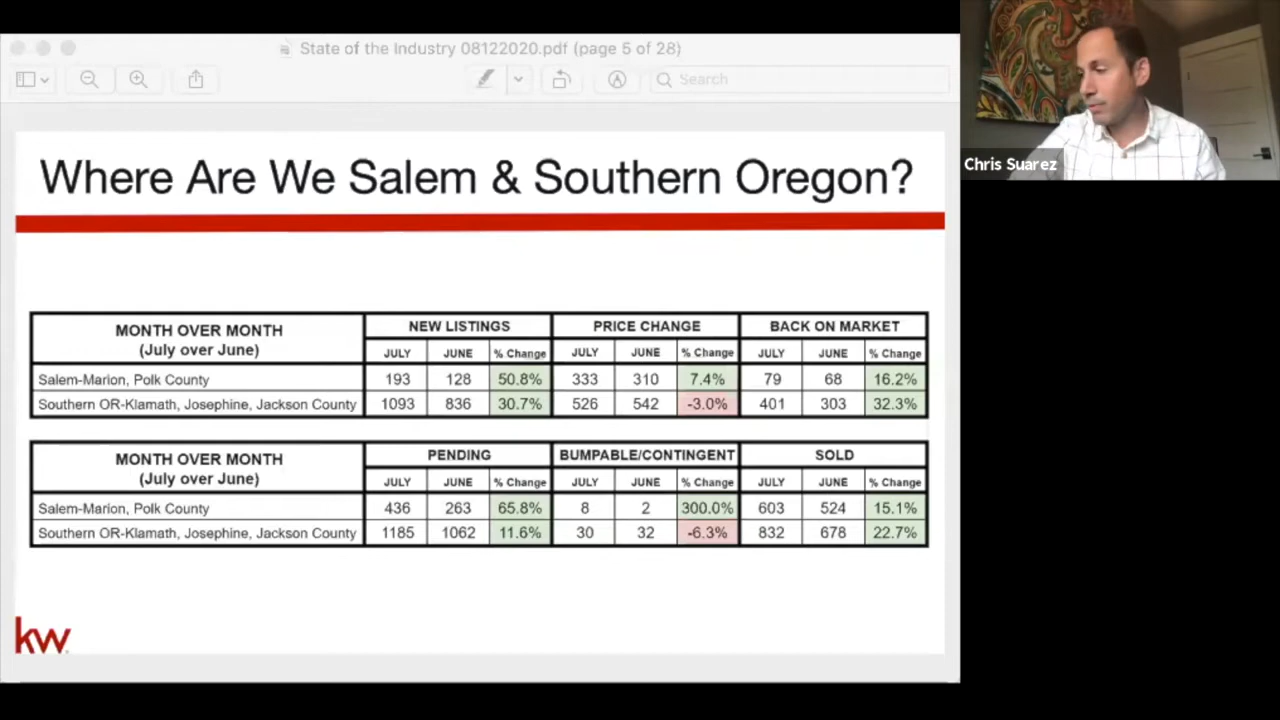 State of the Industry 08122020.pdf (page 5 of 28)
Search
Chris Suarez
Where Are We Salem & Southern Oregon?
MONTH OVER MONTH (July over June) NEW LISTINGS PRICE CHANGE BACK ON MARKET
JULY JUNE % Change JULY JUNE % Change JULY JUNE % Change
Salem-Marion, Polk County 193 128 50.8% 333 310 7.4% 79 68 16.2%
Southern OR-Klamath, Josephine, Jackson County 1093 836 30.7% 526 542 -3.0% 401 303 32.3%
MONTH OVER MONTH (July over June) PENDING BUMPABLE/CONTINGENT SOLD
JULY JUNE % Change JULY JUNE % Change JULY JUNE % Change
Salem-Marion, Polk County 436 263 65.8% 8 2 300.0% 603 524 15.1%
Southern OR-Klamath, Josephine, Jackson County 1185 1062 11.6% 30 32 -6.3% 832 678 22.7%
kw